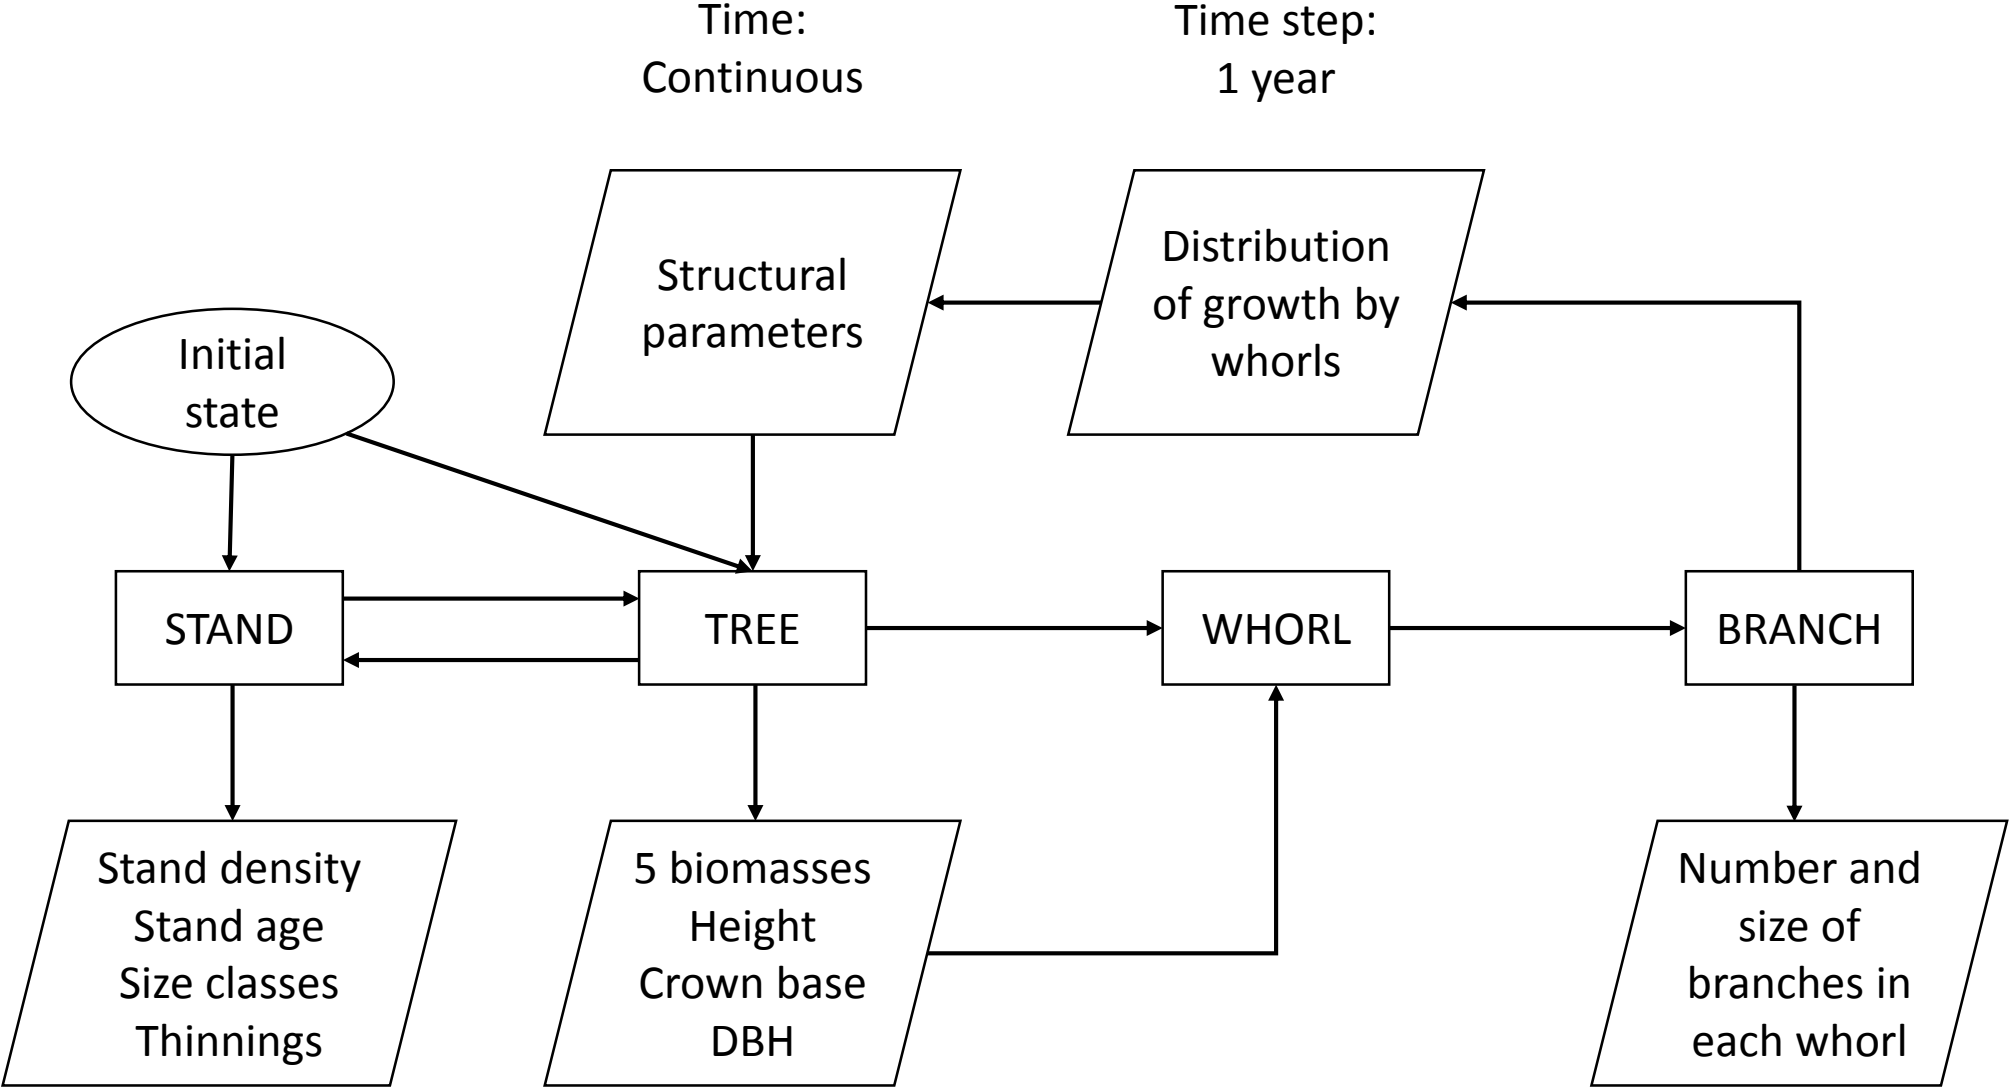 Time:
Continuous
Time step:
1 year
Structural
parameters
Distribution
of growth by
whorls
Initial
state
STAND
TREE
WHORL
BRANCH
Stand density
Stand age
Size classes
Thinnings
5 biomasses
Height
Crown base
DBH
Number and
size of
branches in
each whorl